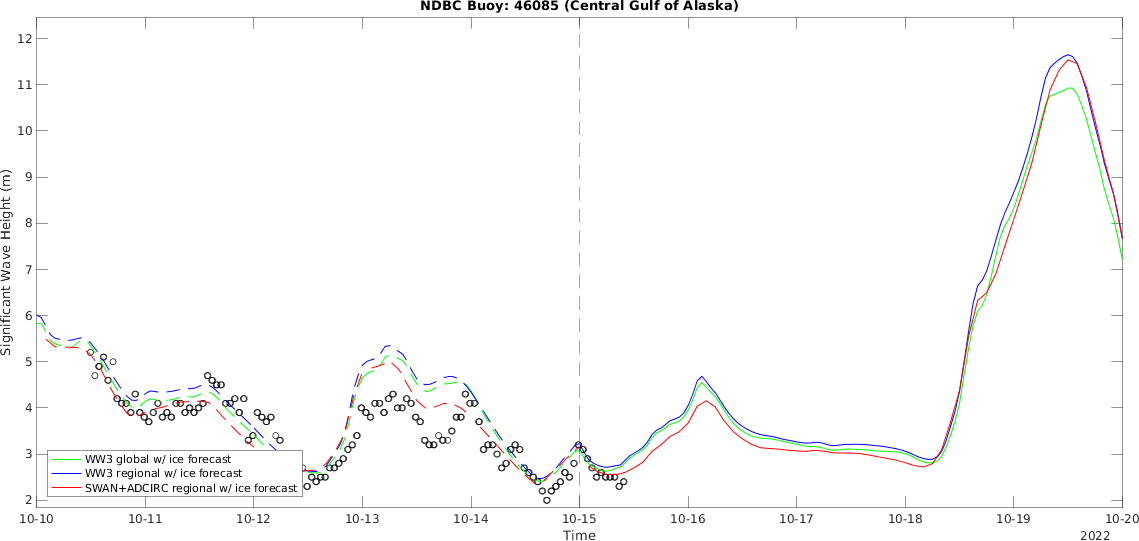 NDBC Buoy: 46085 (Central Gulf of Alaska)
12
11
10
9
8
7
6
5
4
3
2
Significant Wave Height (m)
WW3 global w/ ice forecast
WW3 regional w/ ice forecast
SWAN+ADCIRC regional w/ ice forecast
10-10 10-11 10-12 10-13 10-14 10-15 10-16 10-17 10-18 10-19 10-20
Time
2022